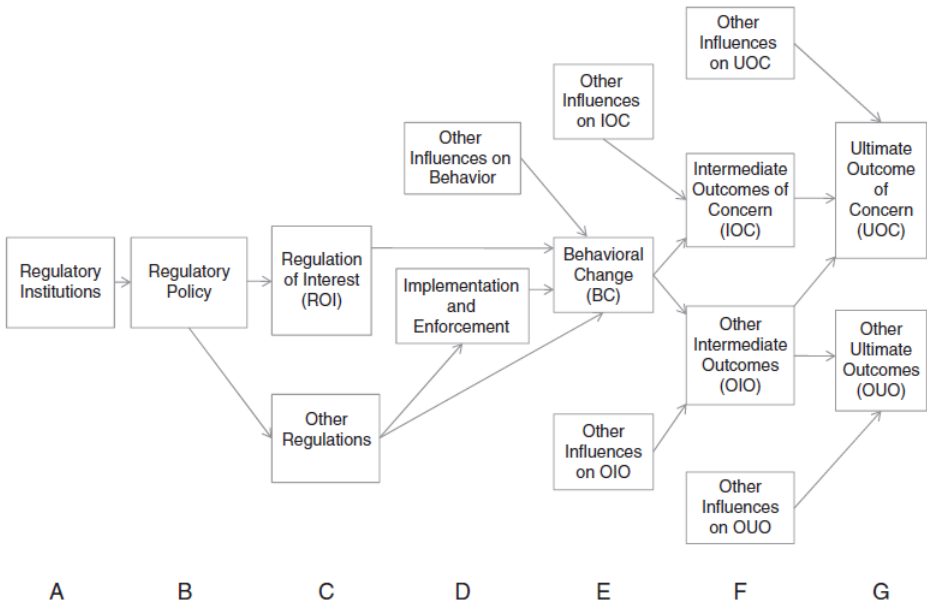 Other
Influences
on UOC
Other
Influences
on IOC
Other
Influences on
Behavior
Intermediate
Outcomes of
Concern
(IOC)
Ultimate
Outcome
of
Concern
(UOC)
Regulatory
Institutions
Regulatory
Policy
Regulation
of Interest
(ROI)
Implementation
and
Enforcement
Behavioral
Change
(BC)
Other
Intermediate
Outcomes
(OIO)
Other
Ultimate
Outcomes
(OUO)
Other
Regulations
Other
Influences
on OIO
Other
Influences
on OUO
A B C D E F G